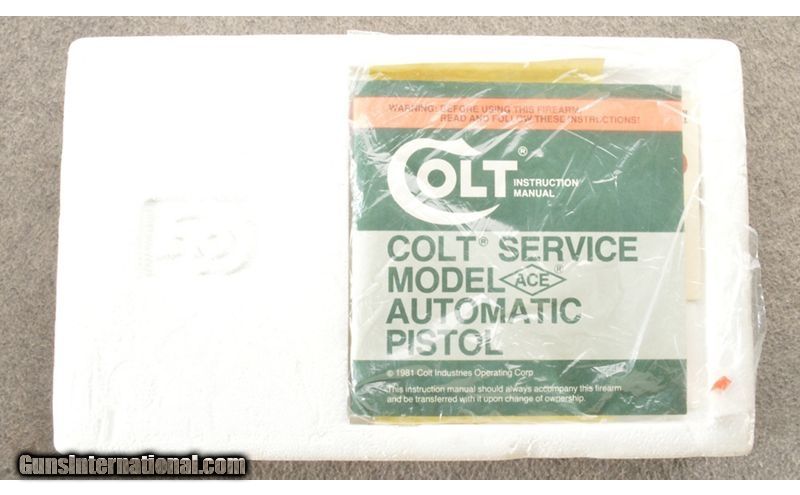 WARNING: BEFORE USING THIS FIREARM,
READ AND FOLLOW THESE INSTRUCTIONS!
COLT®
INSTRUCTION
MANUAL
COLT® SERVICE
MODEL ACE®
AUTOMATIC
PISTOL
© 1981 Colt Industries Operating Corp
This instruction manual should always accompany this firearm
and be transferred with it upon change of ownership.
GunsInternational.com